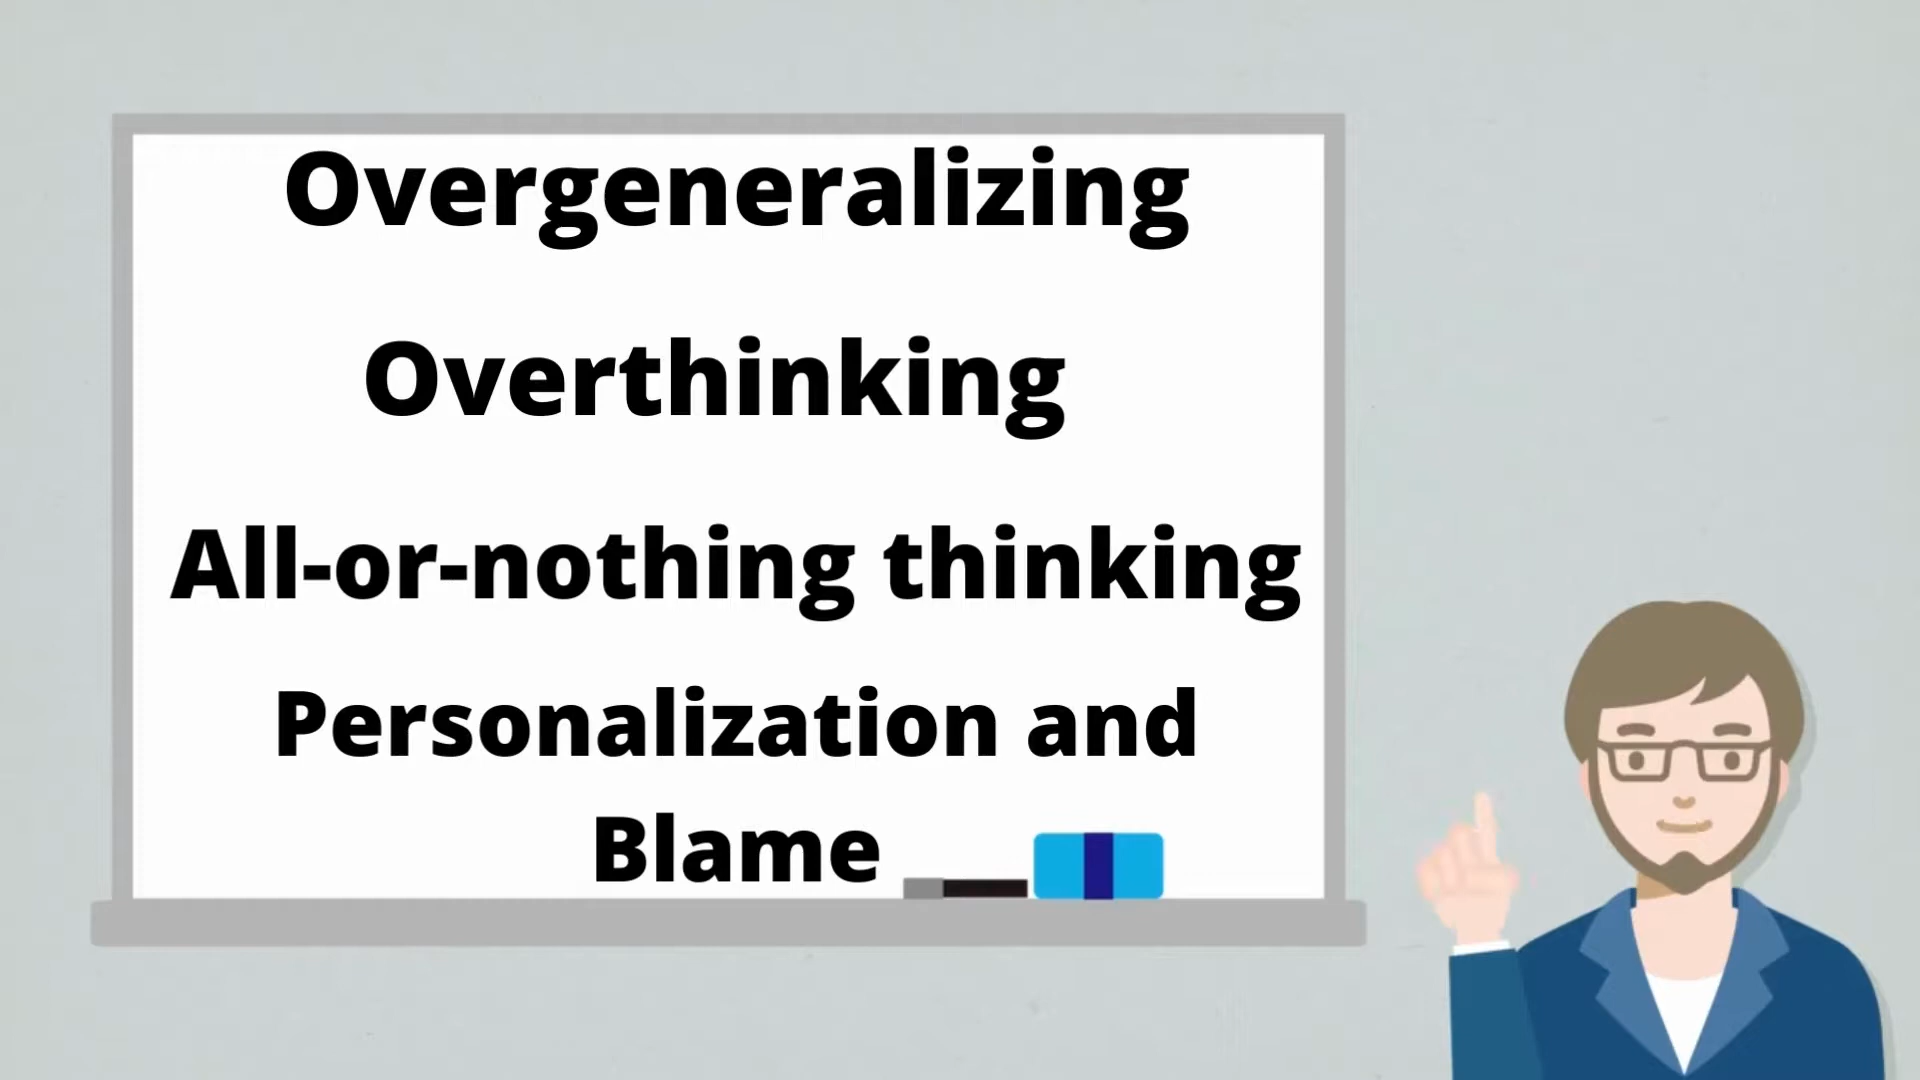 Overgeneralizing
Overthinking
All-or-nothing thinking
Personalization and
Blame